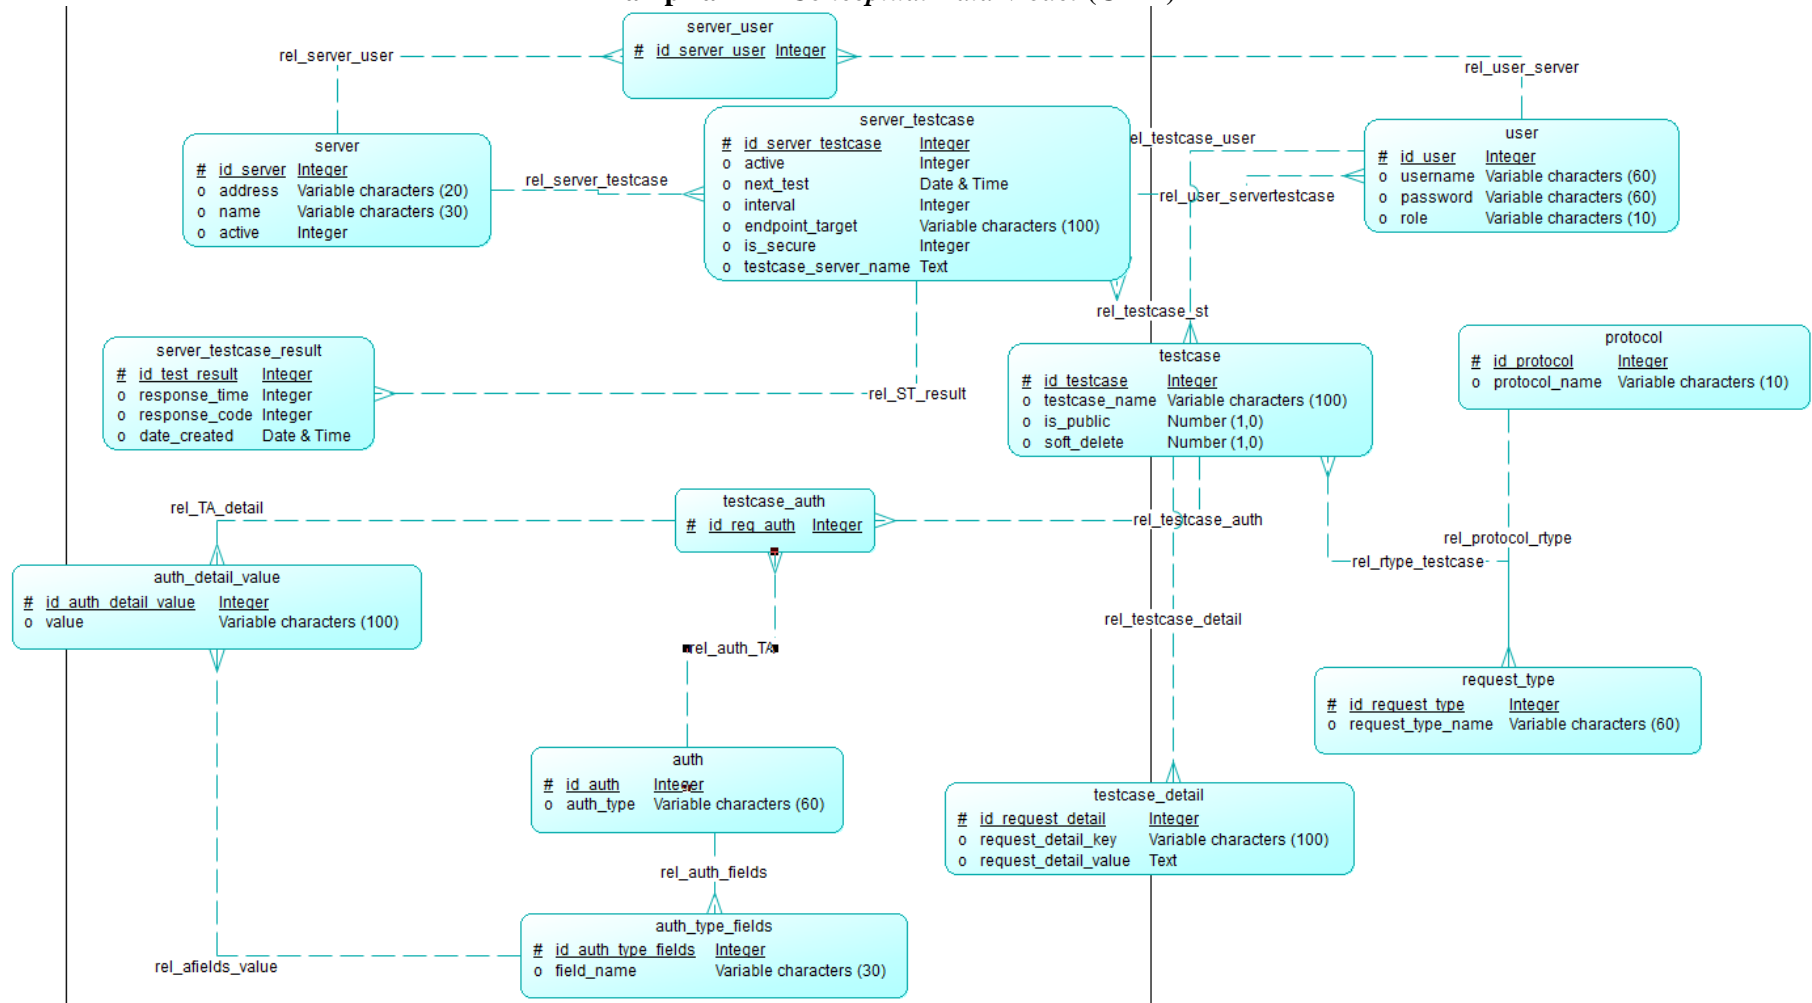 (CDM)
server_user
# id_server_user Integer
rel_server_user
rel_user_server
server
# id_server Integer
o address Variable characters (20)
o name Variable characters (30)
o active Integer
rel_server_testcase
server_testcase
# id_server_testcase Integer
o active Integer
o next_test Date & Time
o interval Integer
o endpoint_target Variable characters (100)
o is_secure Integer
o testcase_server_name Text
el_testcase_user
rel_user_servertestcase
user
# id_user Integer
o username Variable characters (60)
o password Variable characters (60)
o role Variable characters (10)
rel_testcase_st
server_testcase_result
# id_test_result Integer
o response_time Integer
o response_code Integer
o date_created Date & Time
rel_ST_result
testcase
# id_testcase Integer
o testcase_name Variable characters (100)
o is_public Number (1,0)
o soft_delete Number (1,0)
protocol
# id_protocol Integer
o protocol_name Variable characters (10)
rel_TA_detail
testcase_auth
# id_req_auth Integer
rel_testcase_auth
rel_protocol_rtype
rel_rtype_testcase
auth_detail_value
# id_auth_detail_value Integer
o value Variable characters (100)
rel_testcase_detail
rel_auth_TA
request_type
# id_request_type Integer
o request_type_name Variable characters (60)
auth
# id_auth Integer
o auth_type Variable characters (60)
testcase_detail
# id_request_detail Integer
o request_detail_key Variable characters (100)
o request_detail_value Text
rel_auth_fields
auth_type_fields
# id_auth_type_fields Integer
o field_name Variable characters (30)
rel_afields_value